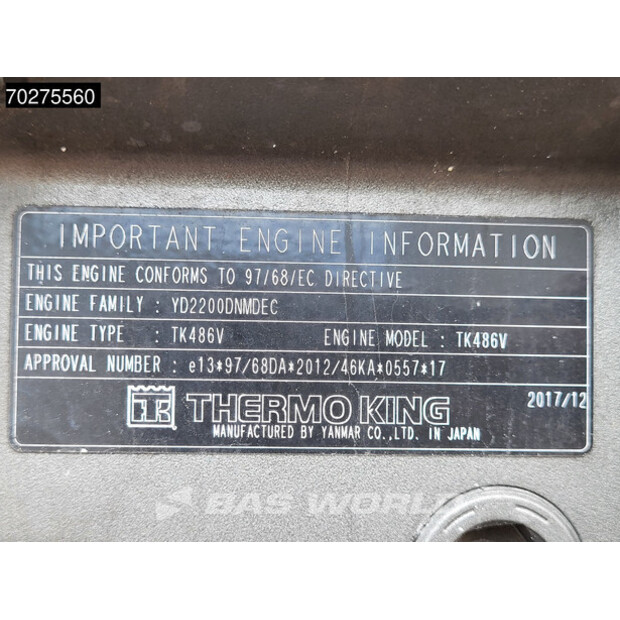 70275560
IMPORTANT ENGINE INFORMATION
THIS ENGINE CONFORMS TO 97/68/EC DIRECTIVE
ENGINE FAMILY : YD2200DNMDEC
ENGINE TYPE : TK486V ENGINE MODEL : TK486V
APPROVAL NUMBER : e13*97/68DA*2012/46KA*0557*17
TK THERMO KING 2017/12
MANUFACTURED BY YANMAR CO.,LTD. IN JAPAN
BAS WORLD